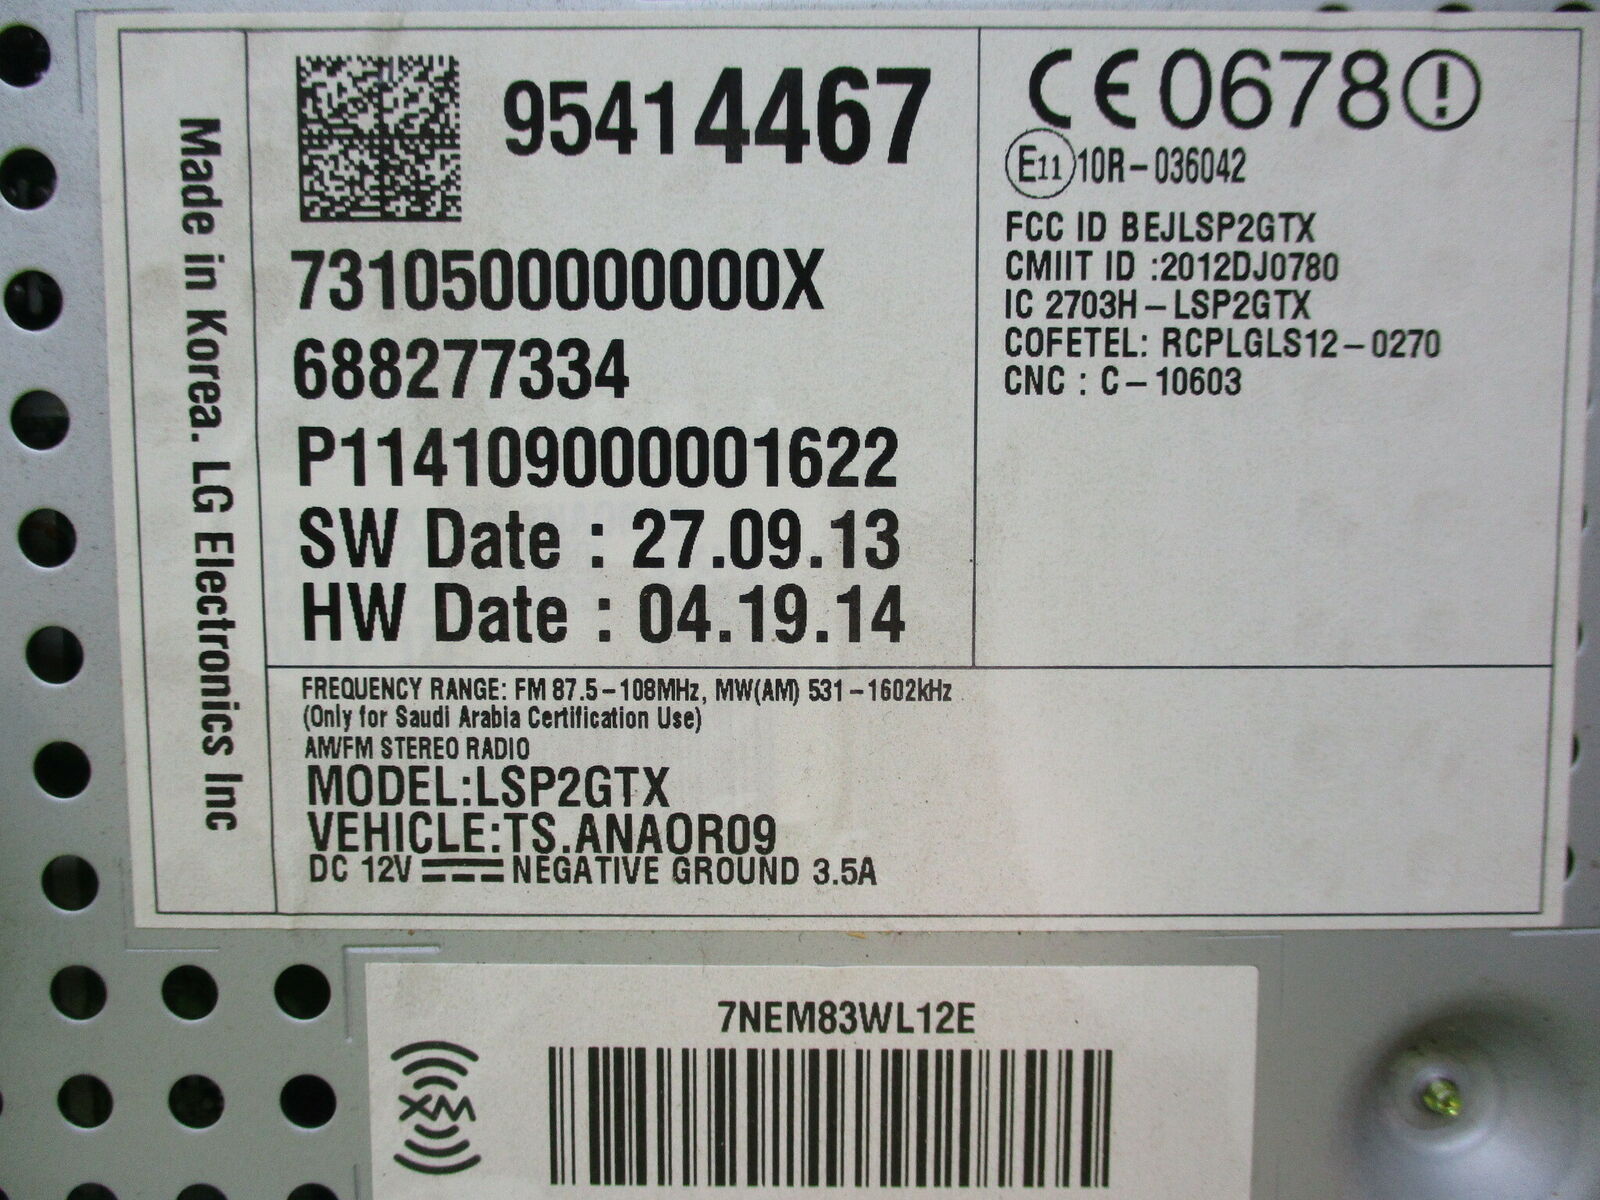 Made in Korea. LG Electronics Inc
95414467
7310500000000X
688277334
P114109000001622
SW Date : 27.09.13
HW Date : 04.19.14
CE0678
E11 10R-036042
FCC ID BEJLSP2GTX
CMIIT ID :2012DJ0780
IC 2703H-LSP2GTX
COFETEL: RCPLGLS12-0270
CNC : C-10603
FREQUENCY RANGE: FM 87.5-108MHz, MW(AM) 531-1602kHz
(Only for Saudi Arabia Certification Use)
AM/FM STEREO RADIO
MODEL:LSP2GTX
VEHICLE:TS.ANAOR09
DC 12V NEGATIVE GROUND 3.5A
7NEM83WL12E
XM